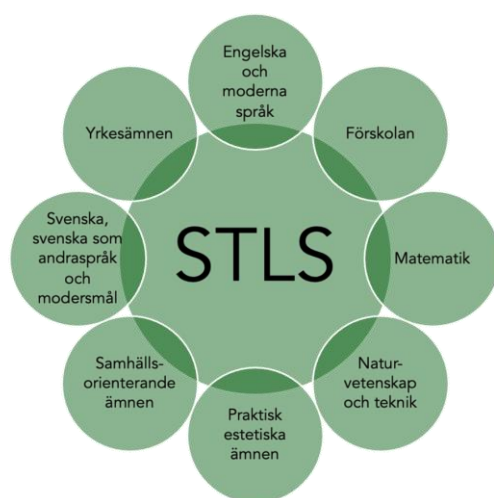 Engelska
och
moderna
språk
Förskolan
Matematik
Natur-
vetenskap
och teknik
Praktisk
estetiska
ämnen
Samhälls-
orienterande
ämnen
Svenska,
svenska som
andraspråk
och
modersmål
Yrkesämnen
STLS